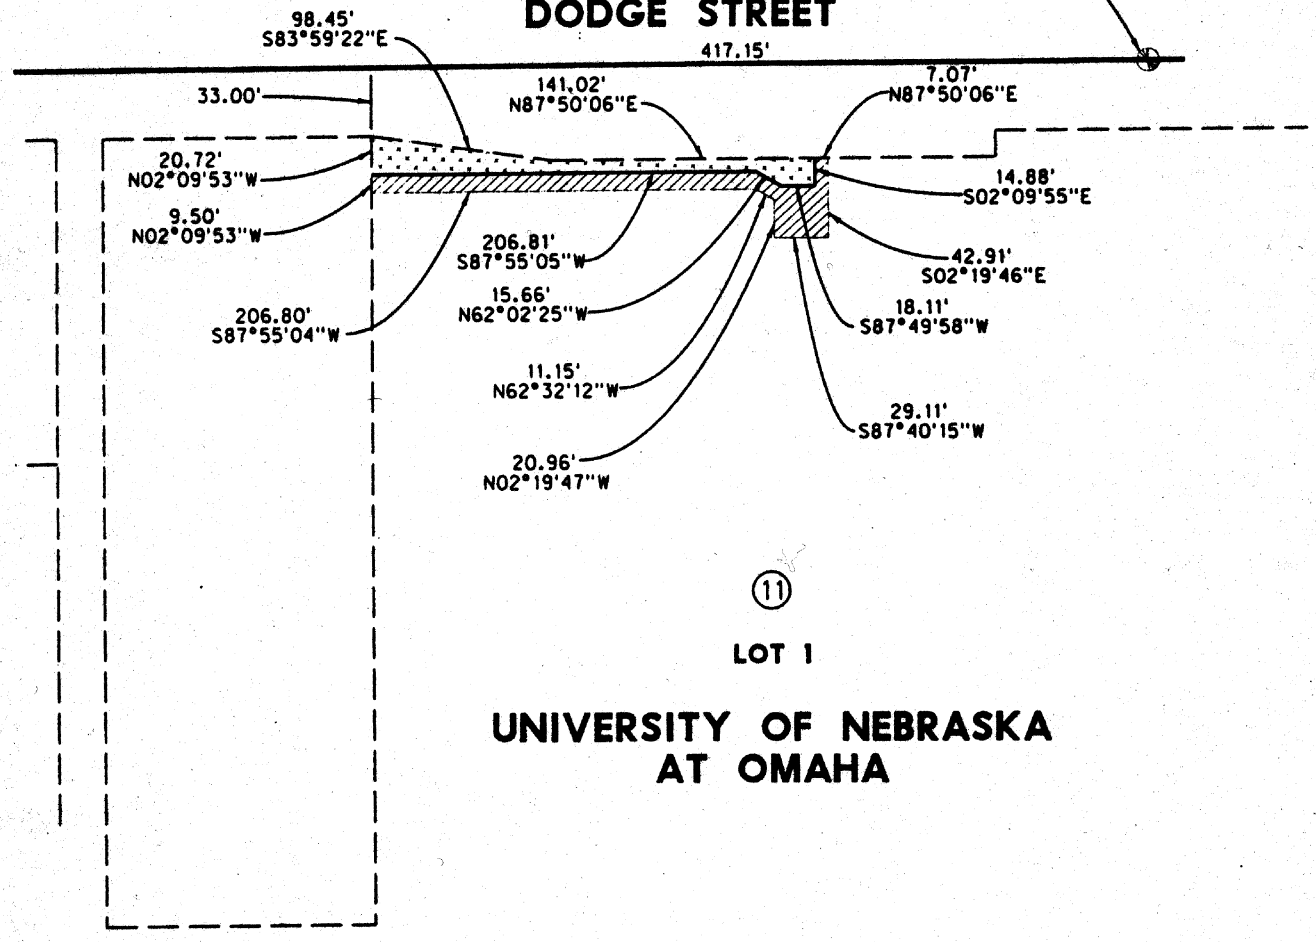 DODGE STREET
98.45'
S83°59'22"E
417.15'
33.00'
141.02'
N87°50'06"E
7.07'
N87°50'06"E
20.72'
N02°09'53"W
14.88'
S02°09'55"E
9.50'
N02°09'53"W
206.81'
S87°55'05"W
42.91'
S02°19'46"E
15.66'
N62°02'25"W
18.11'
S87°49'58"W
206.80'
S87°55'04"W
11.15'
N62°32'12"W
29.11'
S87°40'15"W
20.96'
N02°19'47"W
11
LOT 1
UNIVERSITY OF NEBRASKA
AT OMAHA